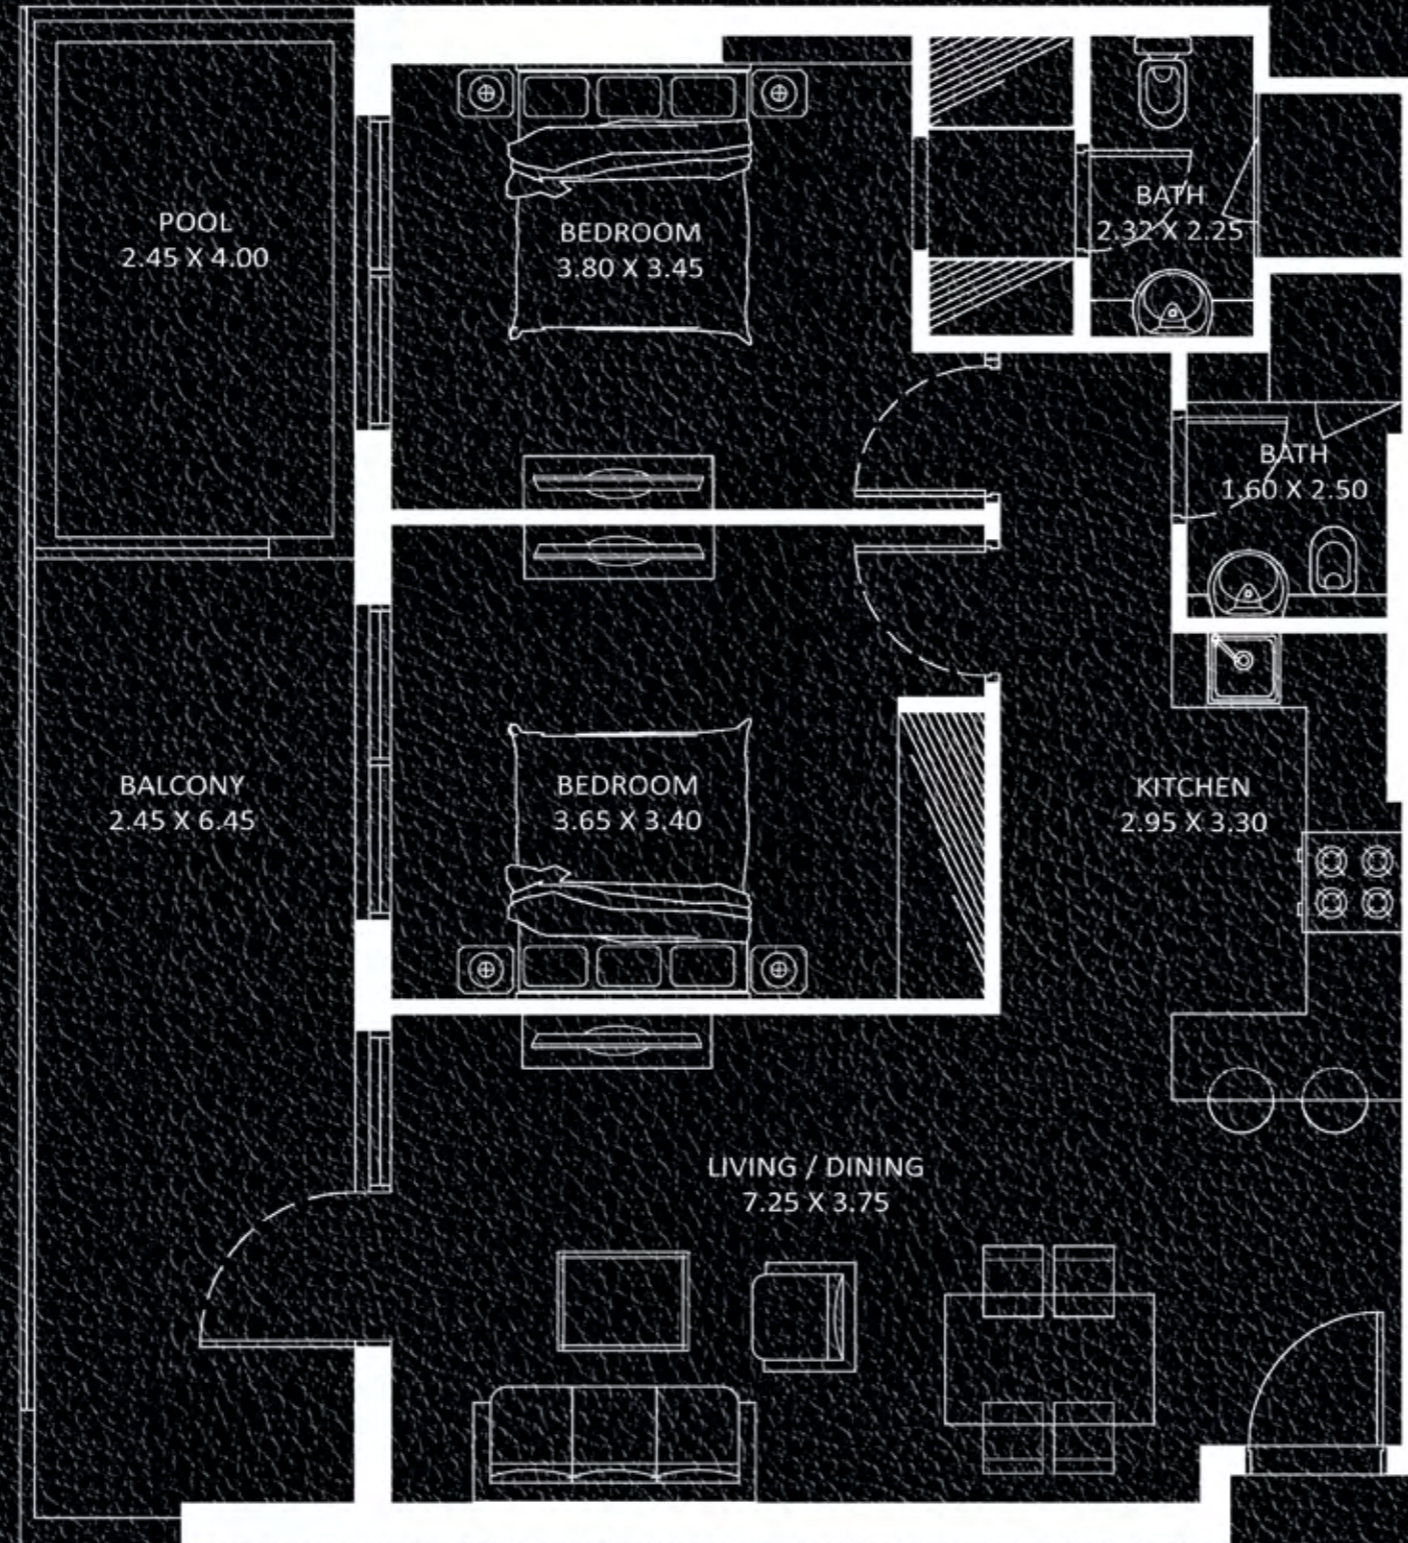 POOL
2.45 X 4.00
BEDROOM
3.80 X 3.45
BATH
2.32 X 2.25
BATH
1.60 X 2.50
BALCONY
2.45 X 6.45
BEDROOM
3.65 X 3.40
KITCHEN
2.95 X 3.30
LIVING / DINING
7.25 X 3.75